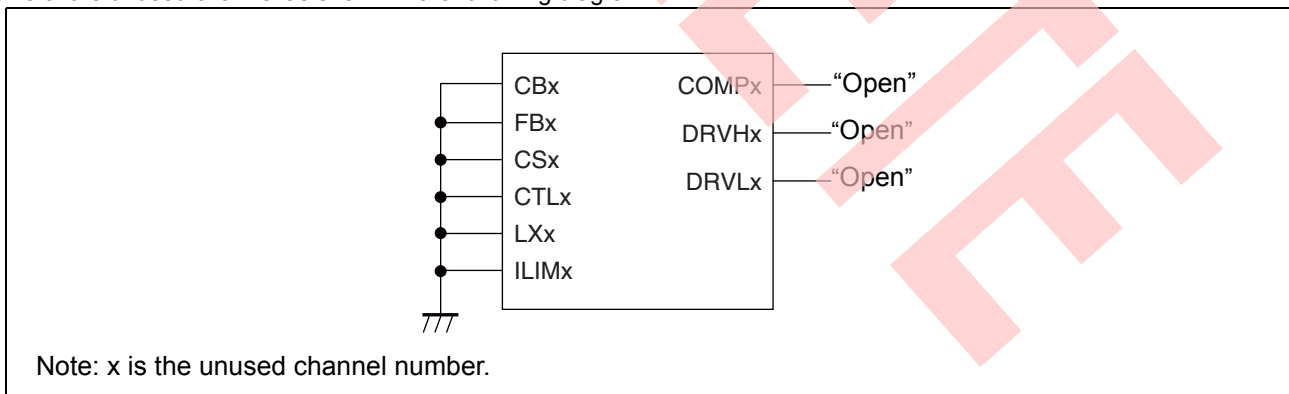 CBx COMPx “Open”
FBx DRVHx “Open”
CSx
CTLx DRVLx “Open”
LXx
ILIMx
Note: x is the unused channel number.